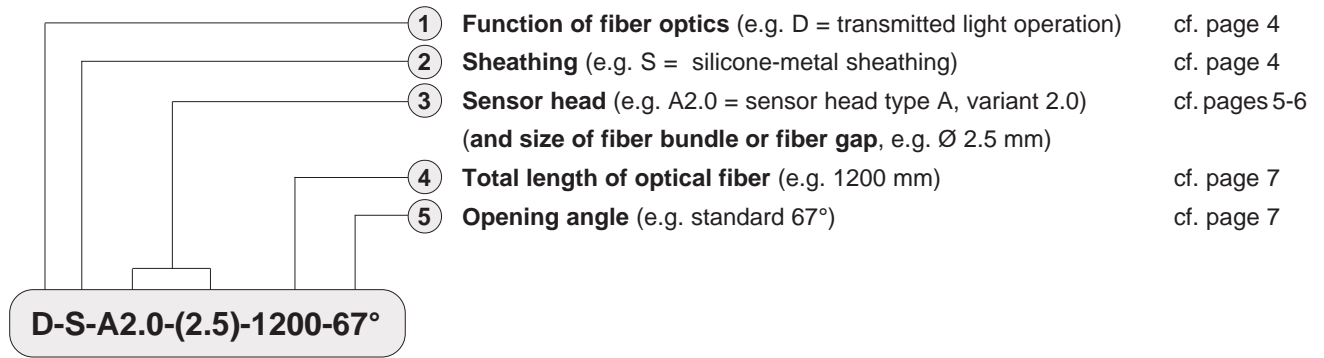 1 Function of fiber optics (e.g. D = transmitted light operation) cf. page 4
2 Sheathing (e.g. S = silicone-metal sheathing) cf. page 4
3 Sensor head (e.g. A2.0 = sensor head type A, variant 2.0) cf. pages 5-6
(and size of fiber bundle or fiber gap, e.g. Ø 2.5 mm)
4 Total length of optical fiber (e.g. 1200 mm) cf. page 7
5 Opening angle (e.g. standard 67°) cf. page 7
D-S-A2.0-(2.5)-1200-67°